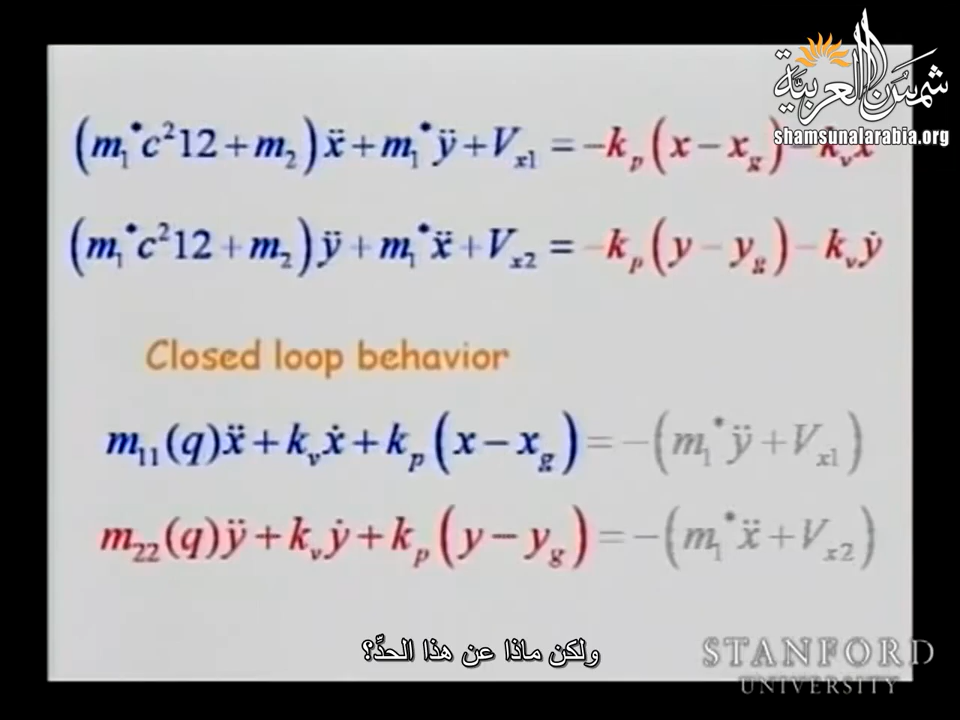 شمس العربية
shamsunalarabia.org
(m₁*c²12 + m₂)ẍ + m₁*ÿ + Vₓ₁ = -kₚ(x - x_g) - kᵥẋ
(m₁*c²12 + m₂)ÿ + m₁*ẍ + Vₓ₂ = -kₚ(y - y_g) - kᵥẏ
Closed loop behavior
m₁₁(q)ẍ + kᵥẋ + kₚ(x - x_g) = -(m₁*ÿ + Vₓ₁)
m₂₂(q)ÿ + kᵥẏ + kₚ(y - y_g) = -(m₁*ẍ + Vₓ₂)
ولكن ماذا عن هذا الحدَّ؟
STANFORD
UNIVERSITY